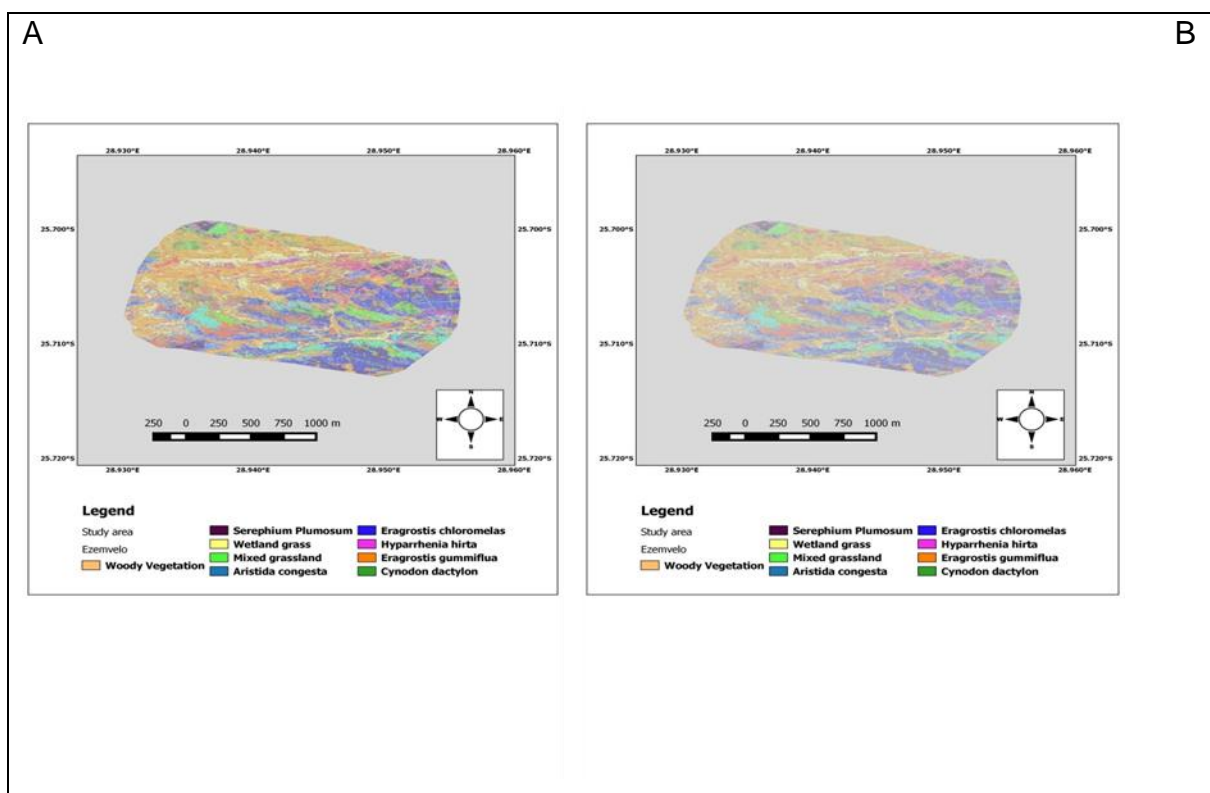 A B
28.930°E 28.940°E 28.950°E 28.960°E
25.700°S 25.700°S
25.710°S 25.710°S
250 0 250 500 750 1000 m
N
W E
S
25.720°S 25.720°S
28.930°E 28.940°E 28.950°E 28.960°E
Legend
Study area
Ezemvelo
Woody Vegetation
Serephium Plumosum
Wetland grass
Mixed grassland
Aristida congesta
Eragrostis chloromelas
Hyparrhenia hirta
Eragrostis gummiflua
Cynodon dactylon
28.930°E 28.940°E 28.950°E 28.960°E
25.700°S 25.700°S
25.710°S 25.710°S
250 0 250 500 750 1000 m
N
W E
S
25.720°S 25.720°S
28.930°E 28.940°E 28.950°E 28.960°E
Legend
Study area
Ezemvelo
Woody Vegetation
Serephium Plumosum
Wetland grass
Mixed grassland
Aristida congesta
Eragrostis chloromelas
Hyparrhenia hirta
Eragrostis gummiflua
Cynodon dactylon